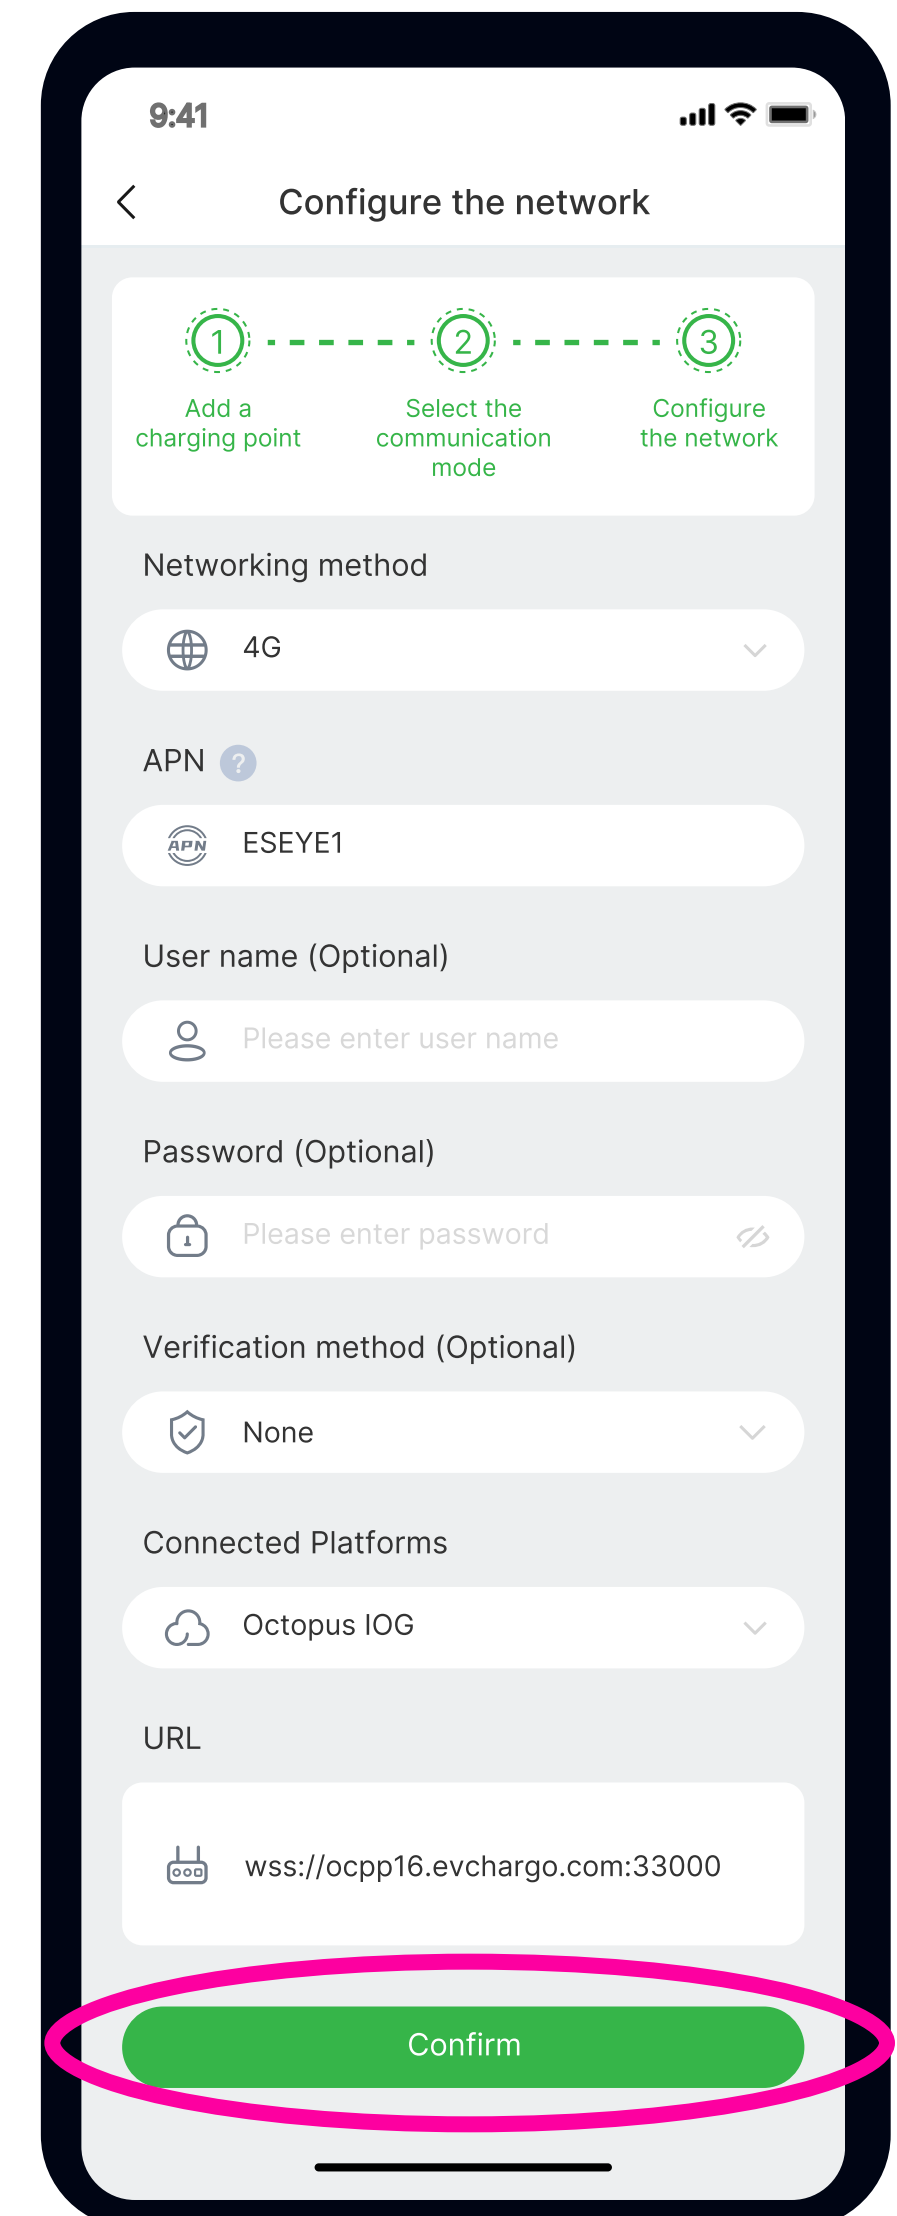 9:41
Configure the network
1
2
3
Add a
charging point
Select the
communication
mode
Configure
the network
Networking method
4G
APN ?
APN ESEYE1
User name (Optional)
Please enter user name
Password (Optional)
Please enter password
Verification method (Optional)
None
Connected Platforms
Octopus IOG
URL
wss://ocpp16.evchargo.com:33000
Confirm